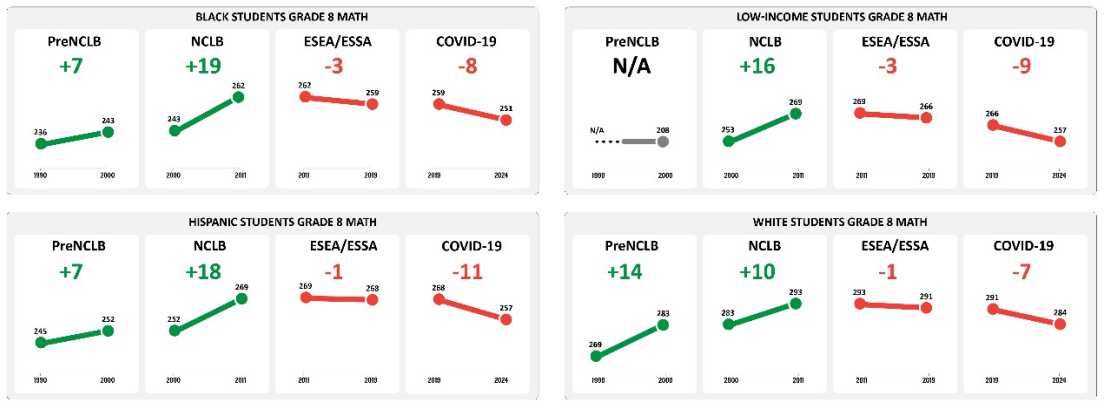 BLACK STUDENTS GRADE 8 MATH
PreNCLB NCLB ESEA/ESSA COVID-19
+7 +19 -3 -8
236 243 243 262 262 259 259 251
1990 2000 2000 2011 2011 2019 2019 2024
LOW-INCOME STUDENTS GRADE 8 MATH
PreNCLB NCLB ESEA/ESSA COVID-19
N/A +16 -3 -9
N/A 208 253 269 269 266 266 257
1990 2000 2000 2011 2011 2019 2019 2024
HISPANIC STUDENTS GRADE 8 MATH
PreNCLB NCLB ESEA/ESSA COVID-19
+7 +18 -1 -11
245 252 252 269 269 268 268 257
1990 2000 2000 2011 2011 2019 2019 2024
WHITE STUDENTS GRADE 8 MATH
PreNCLB NCLB ESEA/ESSA COVID-19
+14 +10 -1 -7
269 283 283 293 293 291 291 284
1990 2000 2000 2011 2011 2019 2019 2024